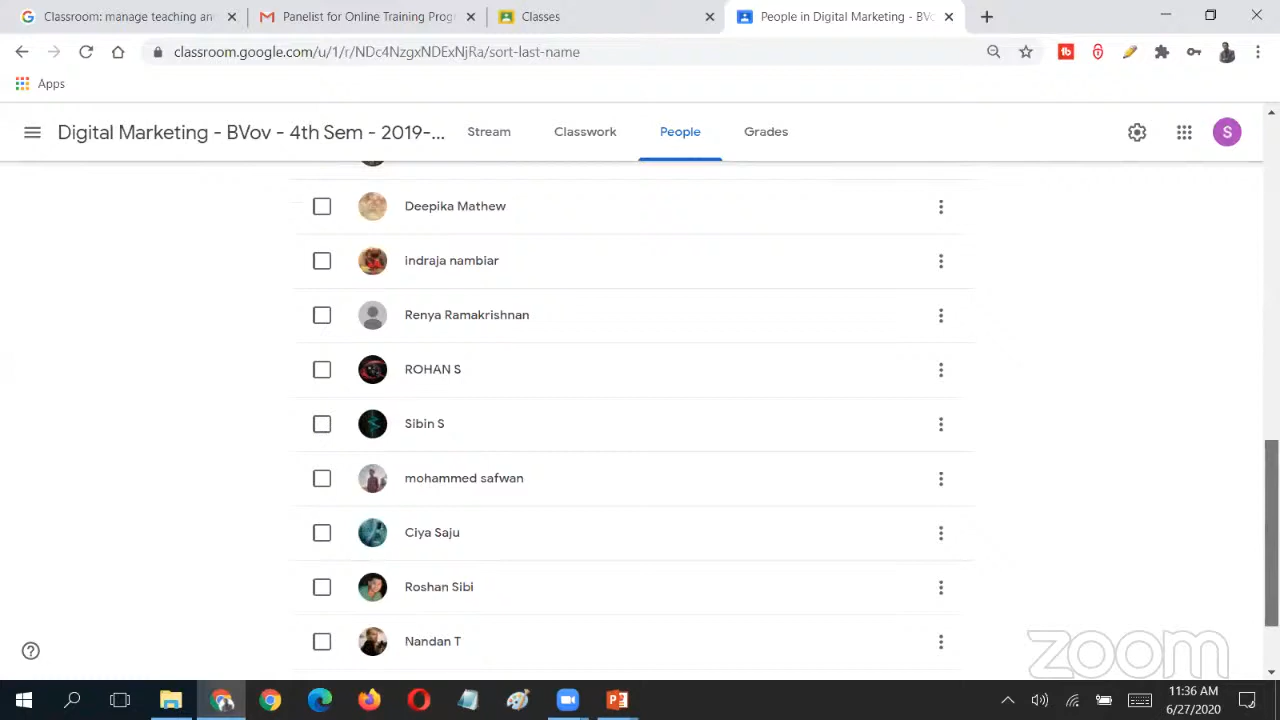 Classroom: manage teaching an
Panelist for Online Training Prog
Classes
People in Digital Marketing - BVo
classroom.google.com/u/1/r/NDc4NzgxNDExNjRa/sort-last-name
Apps
Digital Marketing - BVov - 4th Sem - 2019-...
Stream
Classwork
People
Grades
S
Deepika Mathew
indraja nambiar
Renya Ramakrishnan
ROHAN S
Sibin S
mohammed safwan
Ciya Saju
Roshan Sibi
Nandan T
zoom
11:36 AM
6/27/2020